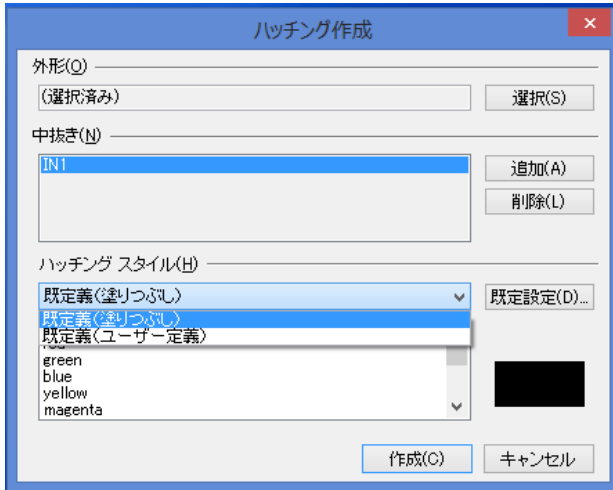 ハッチング作成
外形(O)
(選択済み)
選択(S)
中抜き(N)
IN1
追加(A)
削除(L)
ハッチング スタイル(H)
既定義(塗りつぶし)
既定設定(D)...
既定義(塗りつぶし)
既定義(ユーザー定義)
green
blue
yellow
magenta
作成(C)
キャンセル